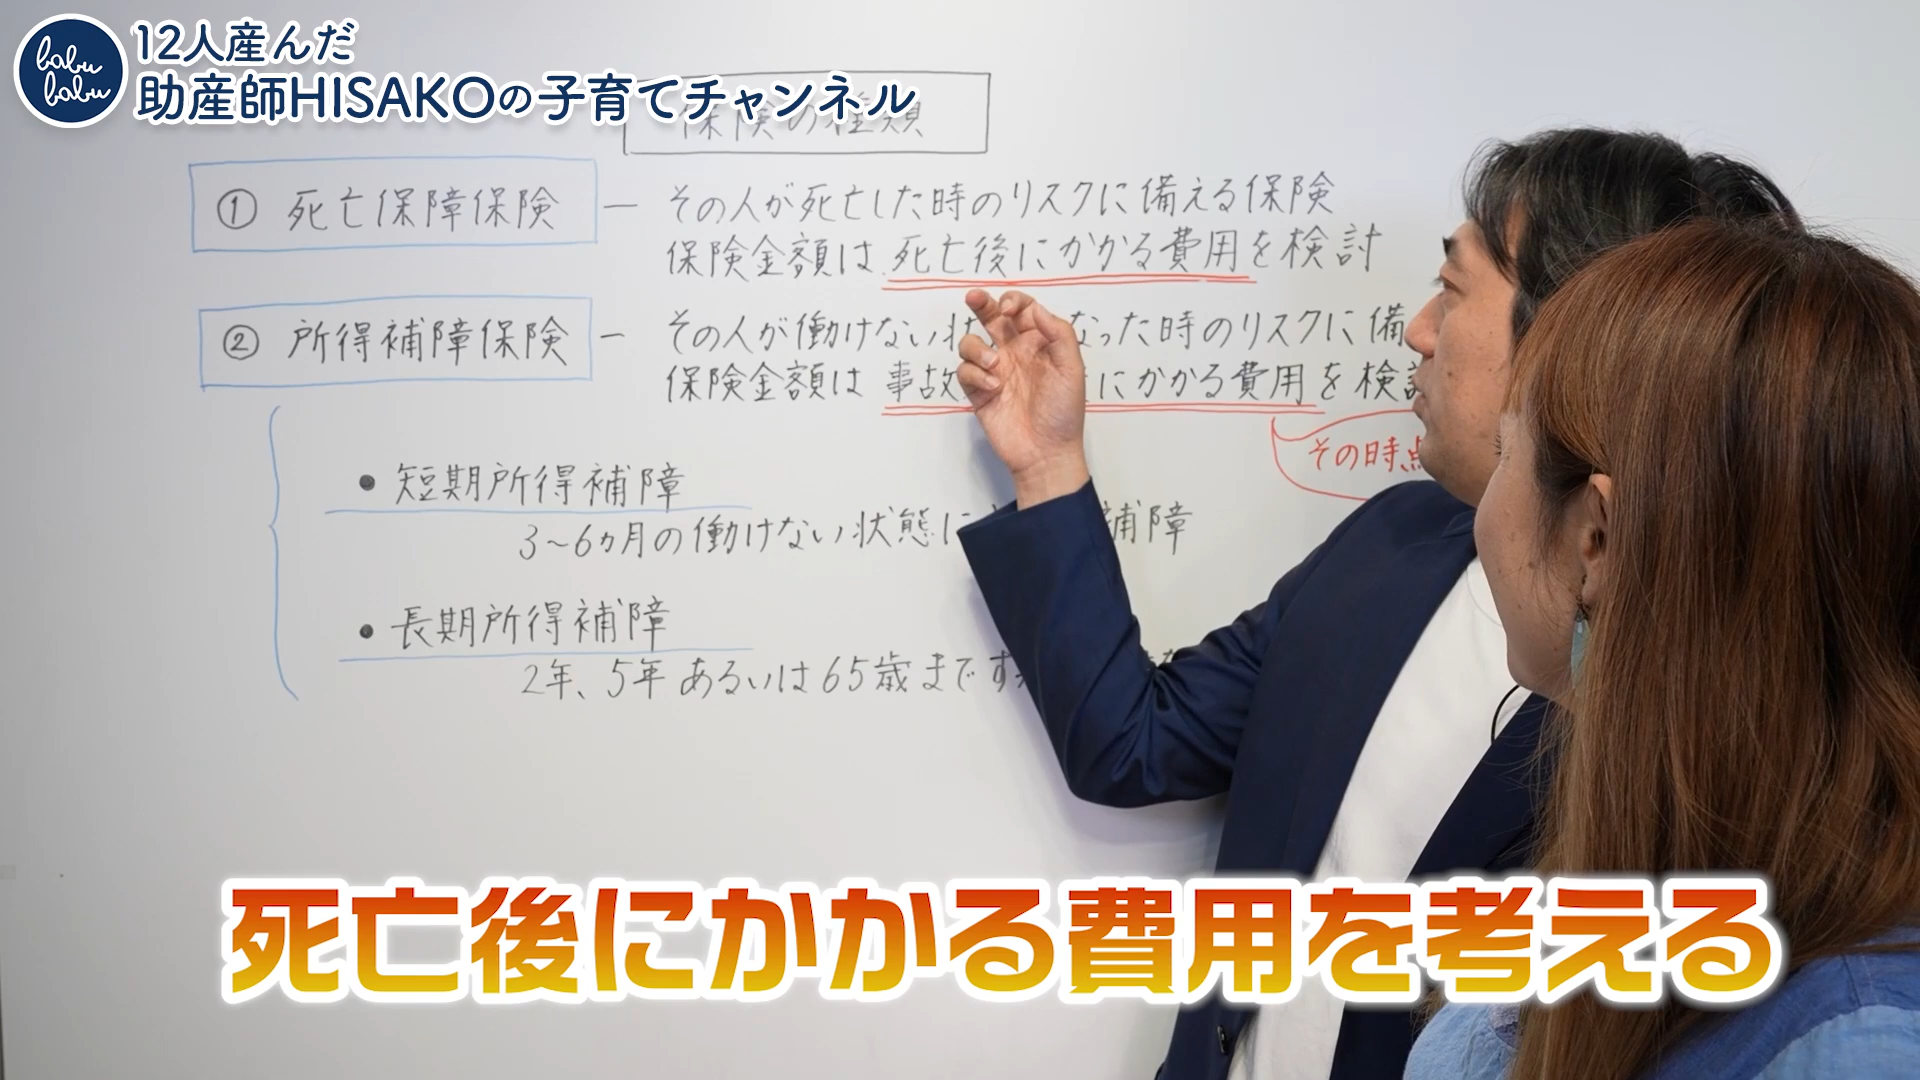 babu
babu
12人産んだ
助産師HISAKOの子育てチャンネル
保険の種類
① 死亡保障保険 ー その人が死亡した時のリスクに備える保険
保険金額は 死亡後にかかる費用を検討
② 所得補障保険 ー その人が働けない状 なった時のリスクに備
保険金額は 事故 にかかる費用を検
その時点
• 短期所得補障
3〜6ヵ月の働けない状態に 補障
• 長期所得補障
2年、5年あるいは65歳まで
死亡後にかかる費用を考える